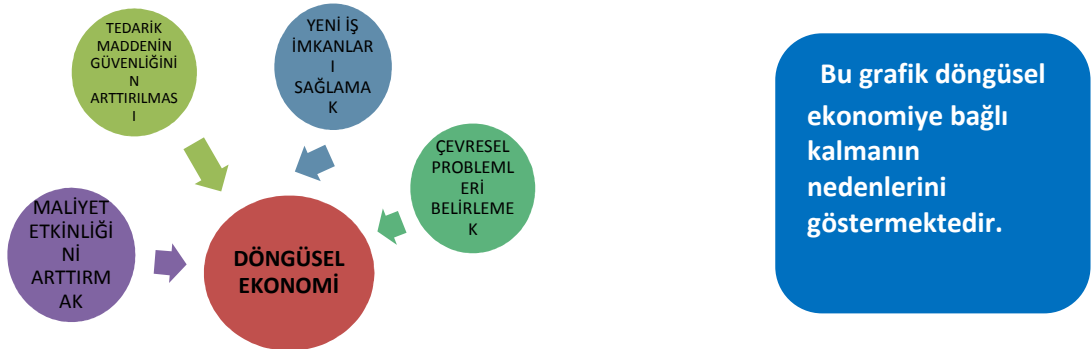 TEDARİK
MADDENİN
GÜVENLİĞİNİ
N
ARTTIRILMAS
I
YENİ İŞ
İMKANLAR
I
SAĞLAMA
K
ÇEVRESEL
PROBLEML
ERİ
BELİRLEME
K
MALİYET
ETKİNLİĞİ
Nİ
ARTTIRM
AK
DÖNGÜSEL
EKONOMİ
Bu grafik döngüsel
ekonomiye bağlı
kalmanın
nedenlerini
göstermektedir.